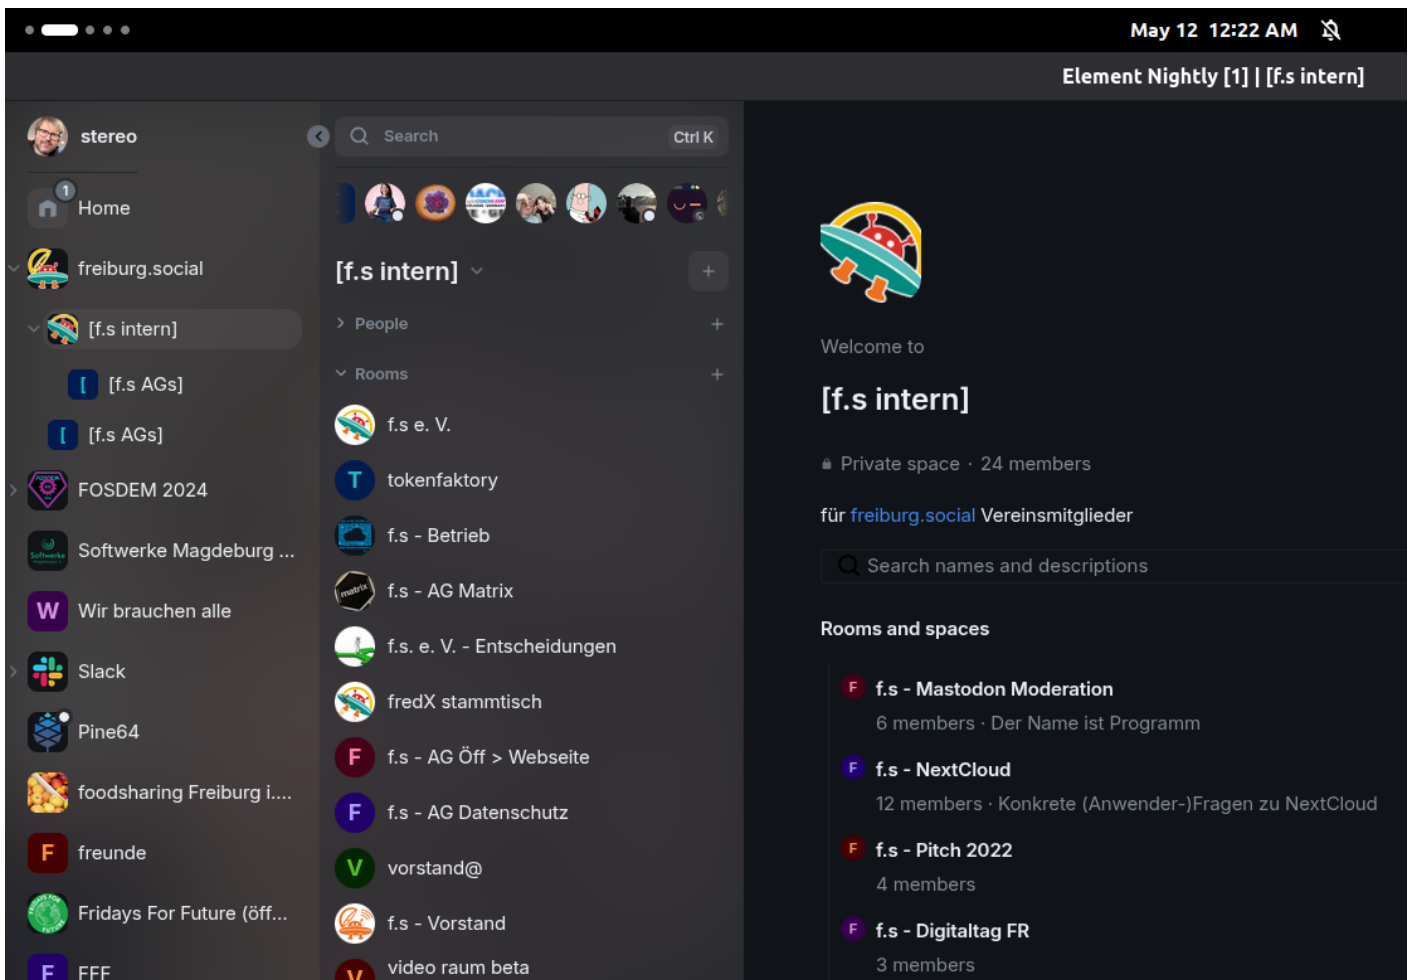 May 12 12:22 AM
Element Nightly [1] | [f.s intern]
stereo
1
Home
freiburg.social
[f.s intern]
[ [f.s AGs]
[ [f.s AGs]
FOSDEM
FOSDEM 2024
Softwerke
Softwerke Magdeburg ...
W Wir brauchen alle
Slack
Pine64
foodsharing Freiburg i....
F freunde
Fridays For Future (öff...
F FFF
Search
Ctrl K
[f.s intern]
People
Rooms
f.s e. V.
T tokenfaktory
f.s - Betrieb
matrix
f.s - AG Matrix
f.s. e. V. - Entscheidungen
fredX stammtisch
F f.s - AG Öff > Webseite
F f.s - AG Datenschutz
V vorstand@
f.s - Vorstand
V video raum beta
Welcome to
[f.s intern]
Private space · 24 members
für freiburg.social Vereinsmitglieder
Search names and descriptions
Rooms and spaces
F f.s - Mastodon Moderation
6 members · Der Name ist Programm
F f.s - NextCloud
12 members · Konkrete (Anwender-)Fragen zu NextCloud
F f.s - Pitch 2022
4 members
F f.s - Digitaltag FR
3 members